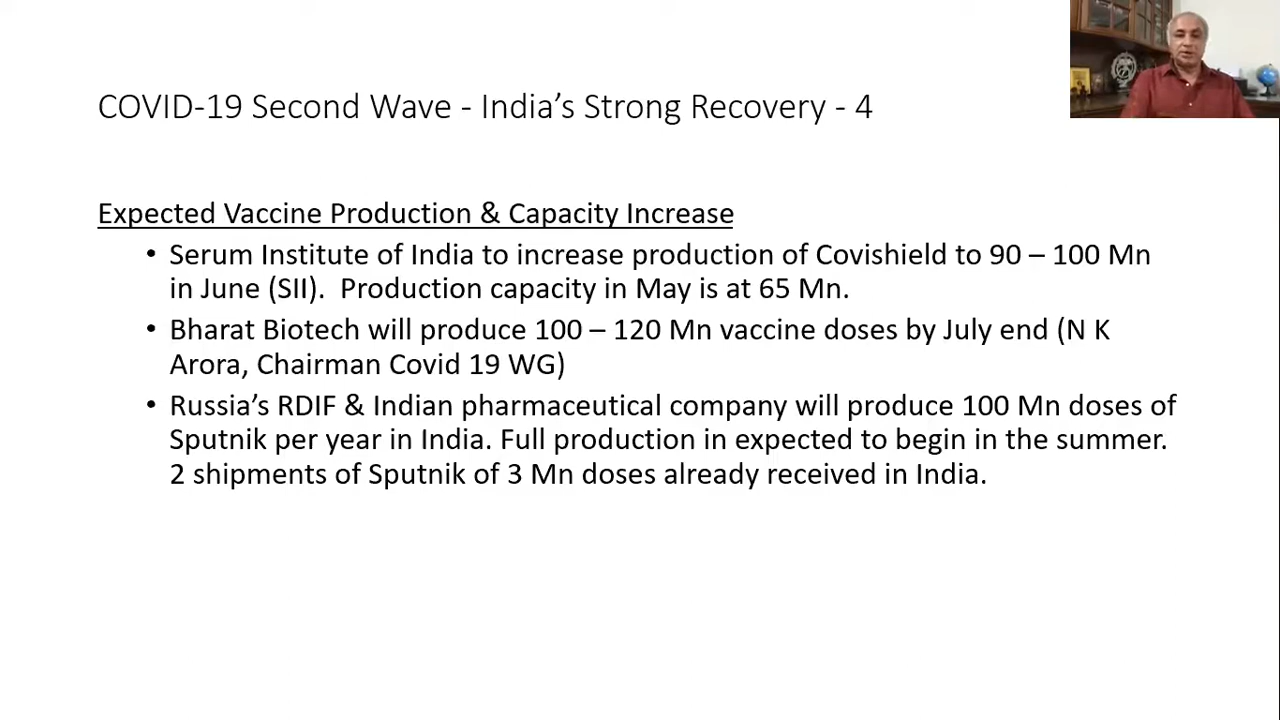 COVID-19 Second Wave - India’s Strong Recovery - 4
Expected Vaccine Production & Capacity Increase
• Serum Institute of India to increase production of Covishield to 90 – 100 Mn
in June (SII).  Production capacity in May is at 65 Mn.
• Bharat Biotech will produce 100 – 120 Mn vaccine doses by July end (N K
Arora, Chairman Covid 19 WG)
• Russia’s RDIF & Indian pharmaceutical company will produce 100 Mn doses of
Sputnik per year in India. Full production in expected to begin in the summer.
2 shipments of Sputnik of 3 Mn doses already received in India.